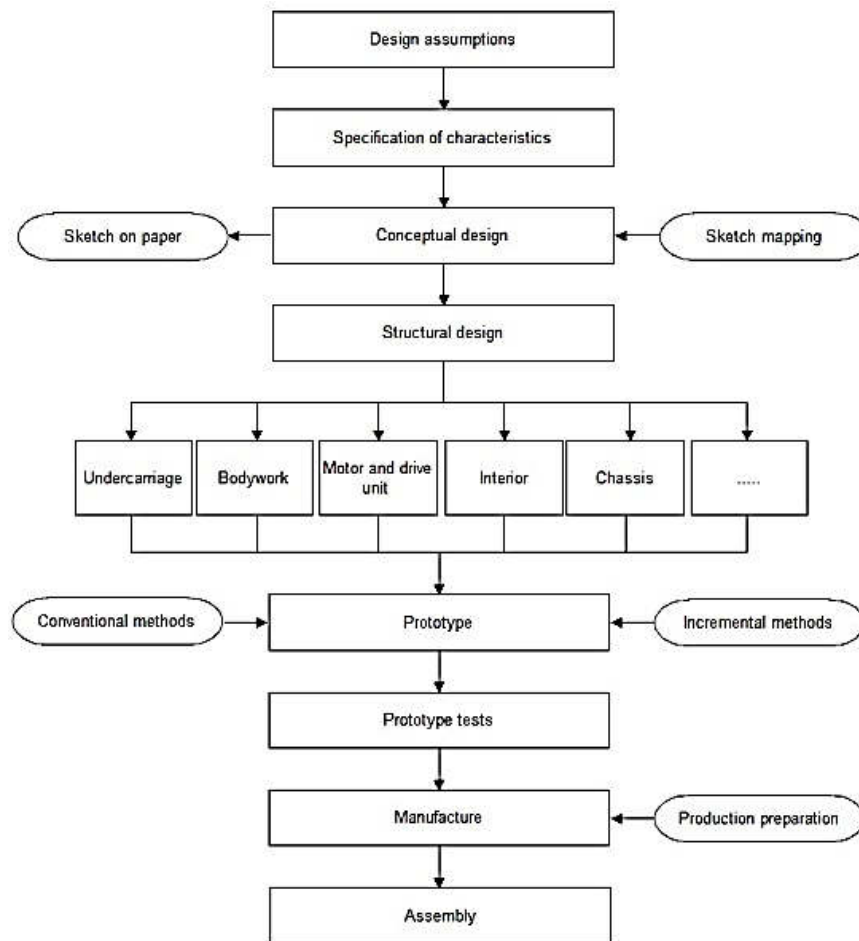 Design assumptions
Specification of characteristics
Sketch on paper
Conceptual design
Sketch mapping
Structural design
Undercarriage
Bodywork
Motor and drive
unit
Interior
Chassis
.....
Conventional methods
Prototype
Incremental methods
Prototype tests
Manufacture
Production preparation
Assembly